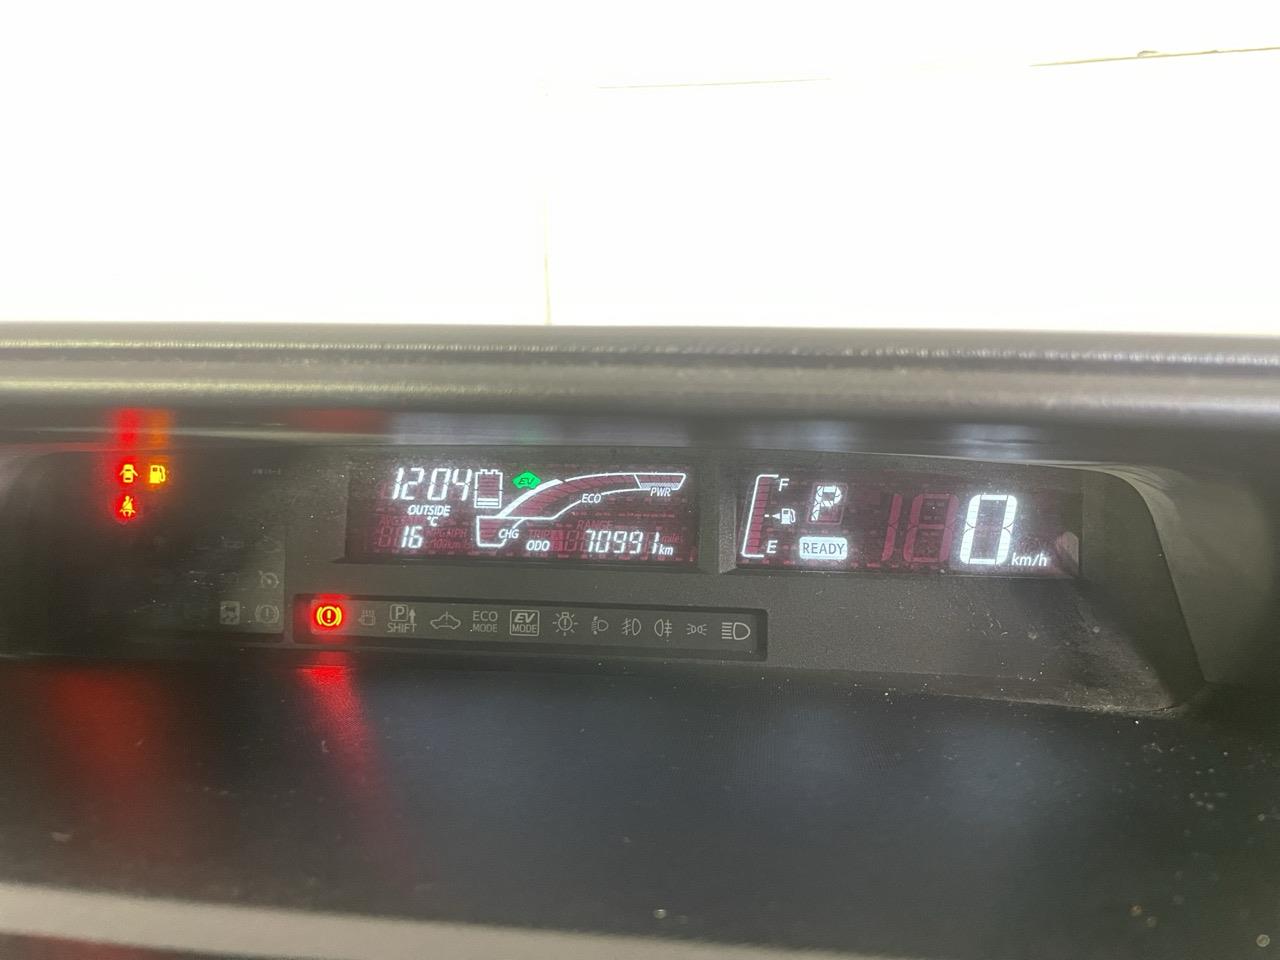 12:04
OUTSIDE
°C
16
EV
ECO
PWR
CHG
ODO
70991 km
F
E
P
READY
0 km/h
P
SHIFT
ECO
MODE
EV
MODE